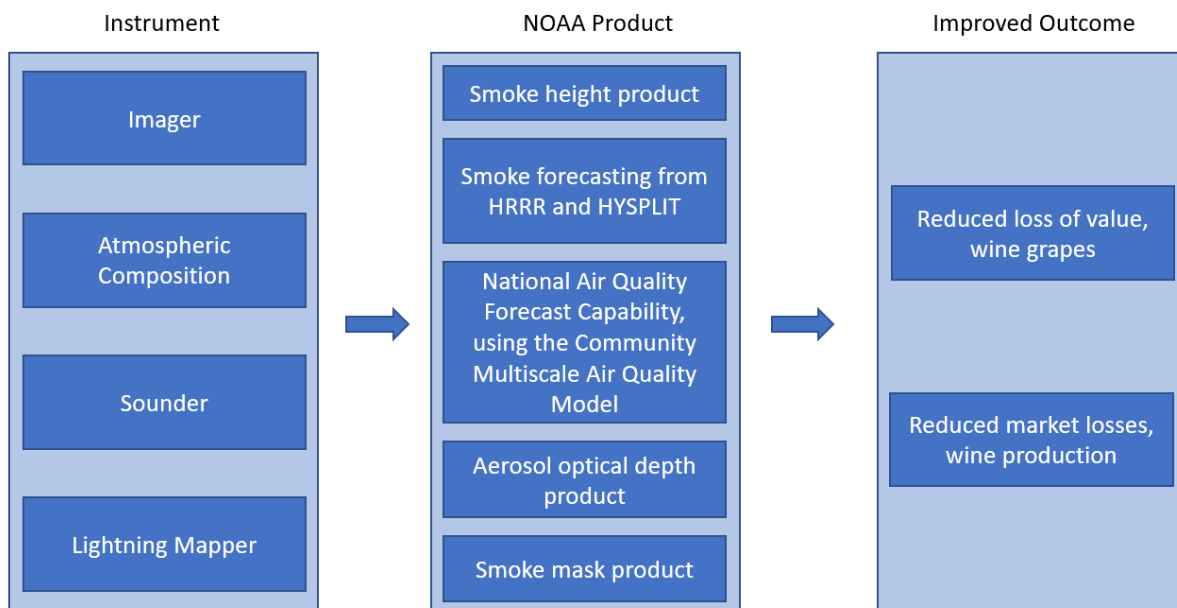 Instrument
Imager
Atmospheric
Composition
Sounder
Lightning Mapper
NOAA Product
Smoke height product
Smoke forecasting from
HRRR and HYSPLIT
National Air Quality
Forecast Capability,
using the Community
Multiscale Air Quality
Model
Aerosol optical depth
product
Smoke mask product
Improved Outcome
Reduced loss of value,
wine grapes
Reduced market losses,
wine production